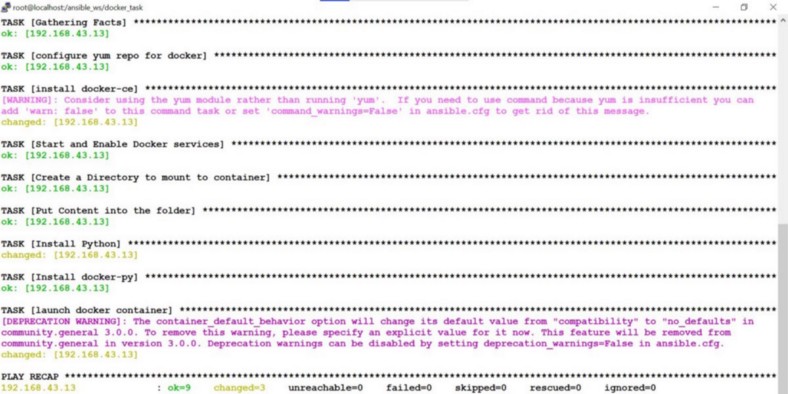 root@localhost:/ansible_ws/docker_task
TASK [Gathering Facts] ****************************************************************************************************
ok: [192.168.43.13]
TASK [configure yum repo for docker] **************************************************************************************
ok: [192.168.43.13]
TASK [install docker-ce] **************************************************************************************************
[WARNING]: Consider using the yum module rather than running 'yum'.  If you need to use command because yum is insufficient you can
add 'warn: false' to this command task or set 'command_warnings=False' in ansible.cfg to get rid of this message.
changed: [192.168.43.13]
TASK [Start and Enable Docker services] ***********************************************************************************
ok: [192.168.43.13]
TASK [Create a Directory to mount to container] ***************************************************************************
ok: [192.168.43.13]
TASK [Put Content into the folder] ****************************************************************************************
ok: [192.168.43.13]
TASK [Install Python] *****************************************************************************************************
changed: [192.168.43.13]
TASK [Install docker-py] **************************************************************************************************
ok: [192.168.43.13]
TASK [launch docker container] ********************************************************************************************
[DEPRECATION WARNING]: The container_default_behavior option will change its default value from "compatibility" to "no_defaults" in
community.general 3.0.0. To remove this warning, please specify an explicit value for it now. This feature will be removed from
community.general in version 3.0.0. Deprecation warnings can be disabled by setting deprecation_warnings=False in ansible.cfg.
changed: [192.168.43.13]
PLAY RECAP ****************************************************************************************************************
192.168.43.13 : ok=9 changed=3 unreachable=0 failed=0 skipped=0 rescued=0 ignored=0